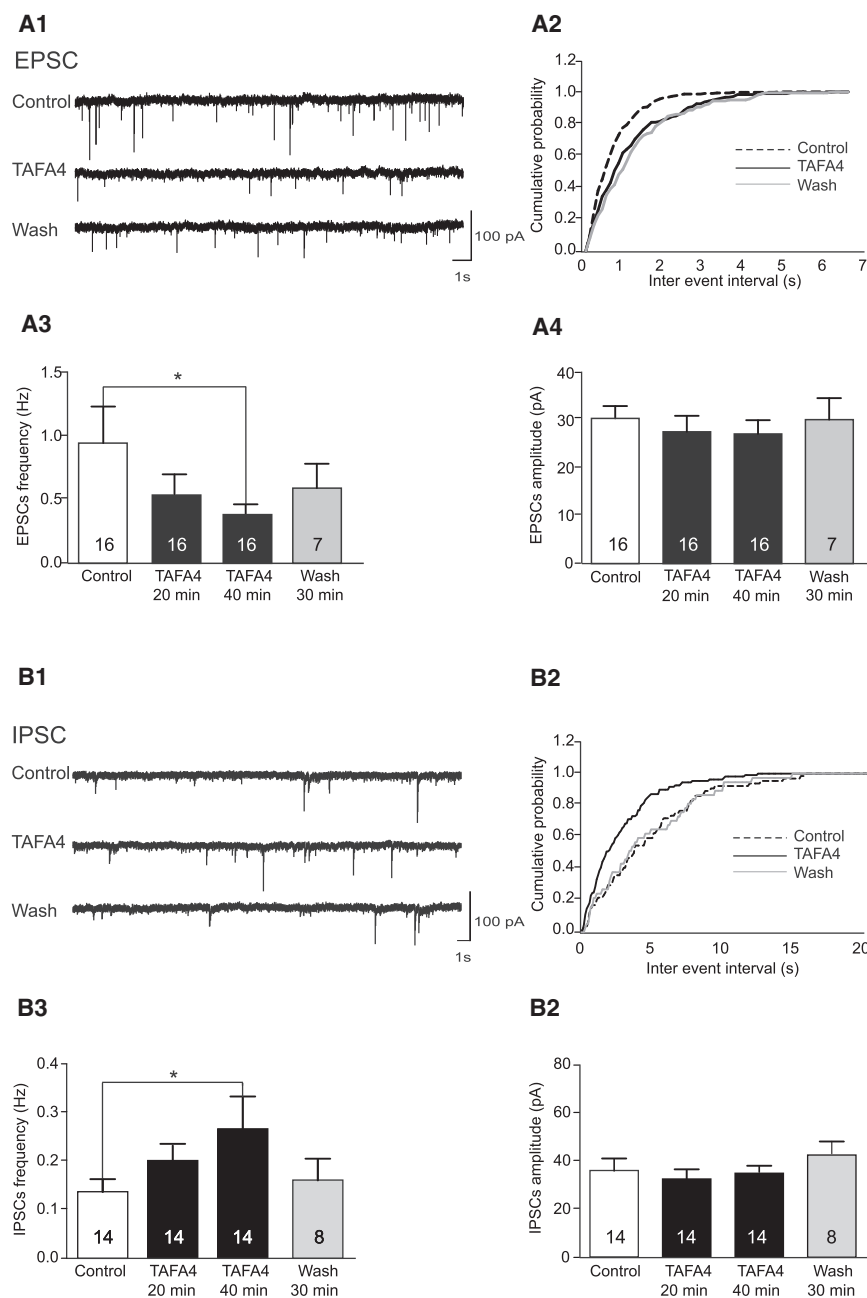 A1
EPSC
Control
TAFA4
Wash
100 pA
1s
A2
Cumulative probability
1.2
1.0
0.8
0.6
0.4
0.2
0.0
0 1 2 3 4 5 6 7
Inter event interval (s)
Control
TAFA4
Wash
A3
EPSCs frequency (Hz)
1.5
1.0
0.5
0.0
*
16 16 16 7
Control TAFA4 TAFA4 Wash
20 min 40 min 30 min
A4
EPSCs amplitude (pA)
40
30
20
10
0
16 16 16 7
Control TAFA4 TAFA4 Wash
20 min 40 min 30 min
B1
IPSC
Control
TAFA4
Wash
100 pA
1s
B2
Cumulative probability
1.2
1.0
0.8
0.6
0.4
0.2
0.0
0 5 10 15 20
Inter event interval (s)
Control
TAFA4
Wash
B3
IPSCs frequency (Hz)
0.4
0.3
0.2
0.1
0.0
*
14 14 14 8
Control TAFA4 TAFA4 Wash
20 min 40 min 30 min
B2
IPSCs amplitude (pA)
80
60
40
20
0
14 14 14 8
Control TAFA4 TAFA4 Wash
20 min 40 min 30 min